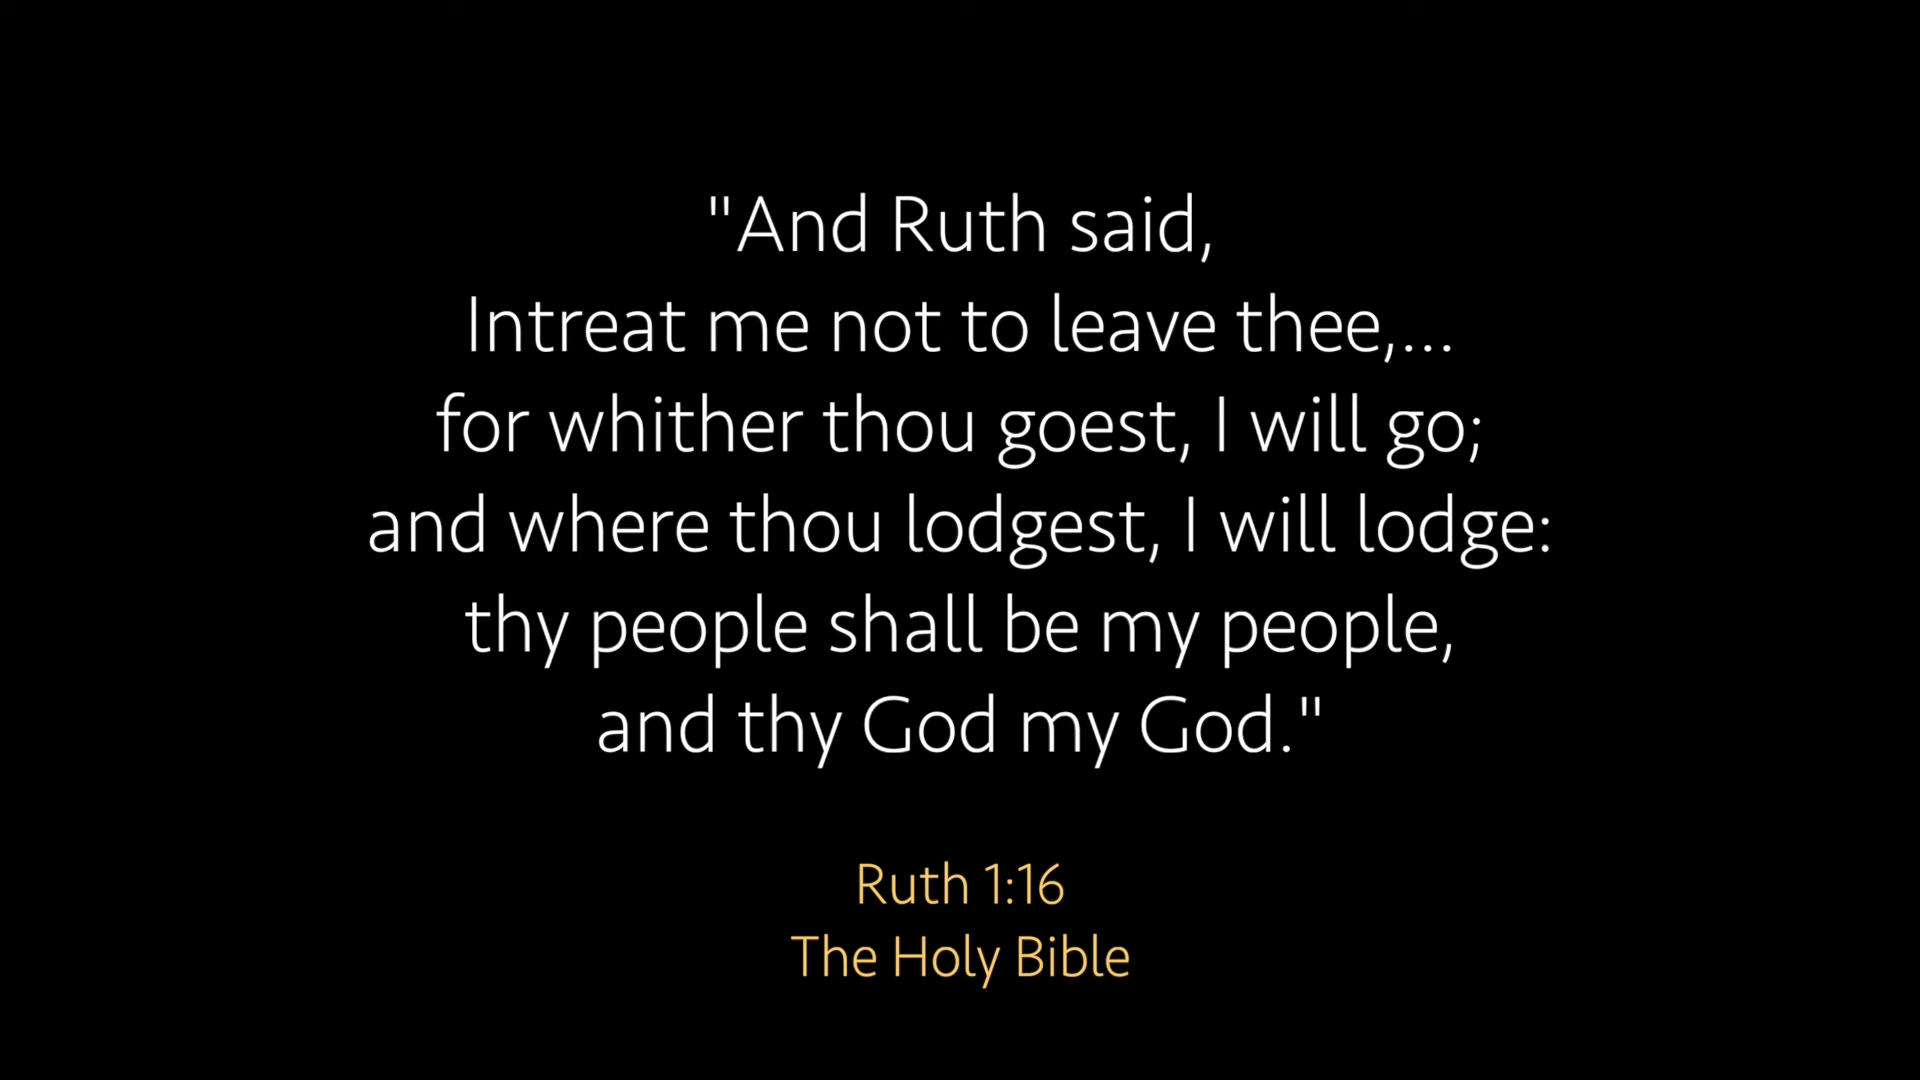 "And Ruth said,
Intreat me not to leave thee,...
for whither thou goest, I will go;
and where thou lodgest, I will lodge:
thy people shall be my people,
and thy God my God."
Ruth 1:16
The Holy Bible